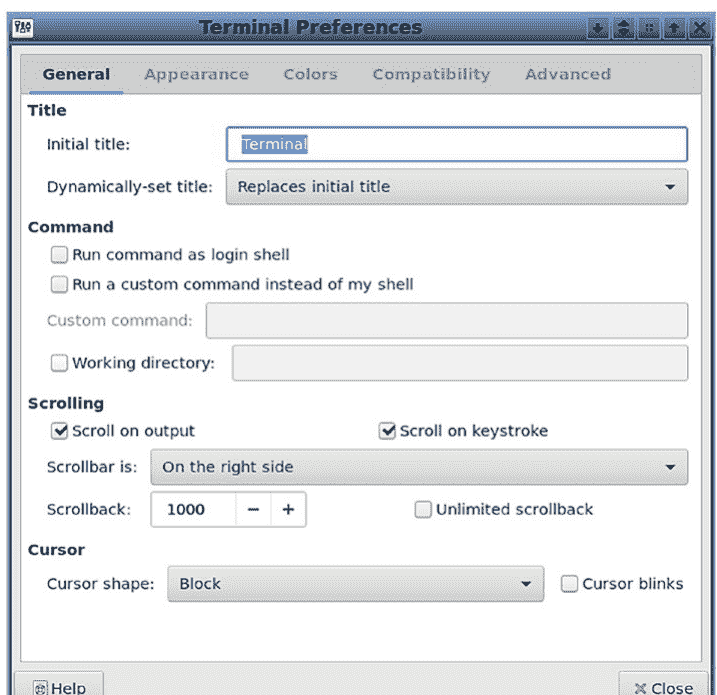 Terminal Preferences
General Appearance Colors Compatibility Advanced
Title
Initial title: Terminal
Dynamically-set title: Replaces initial title
Command
Run command as login shell
Run a custom command instead of my shell
Custom command:
Working directory:
Scrolling
Scroll on output Scroll on keystroke
Scrollbar is: On the right side
Scrollback: 1000 − + Unlimited scrollback
Cursor
Cursor shape: Block Cursor blinks
Help Close